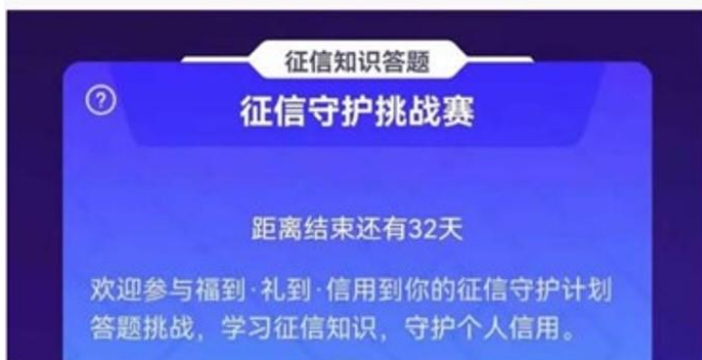 征信知识答题
?
征信守护挑战赛
距离结束还有32天
欢迎参与福到·礼到·信用到你的征信守护计划
答题挑战，学习征信知识，守护个人信用。